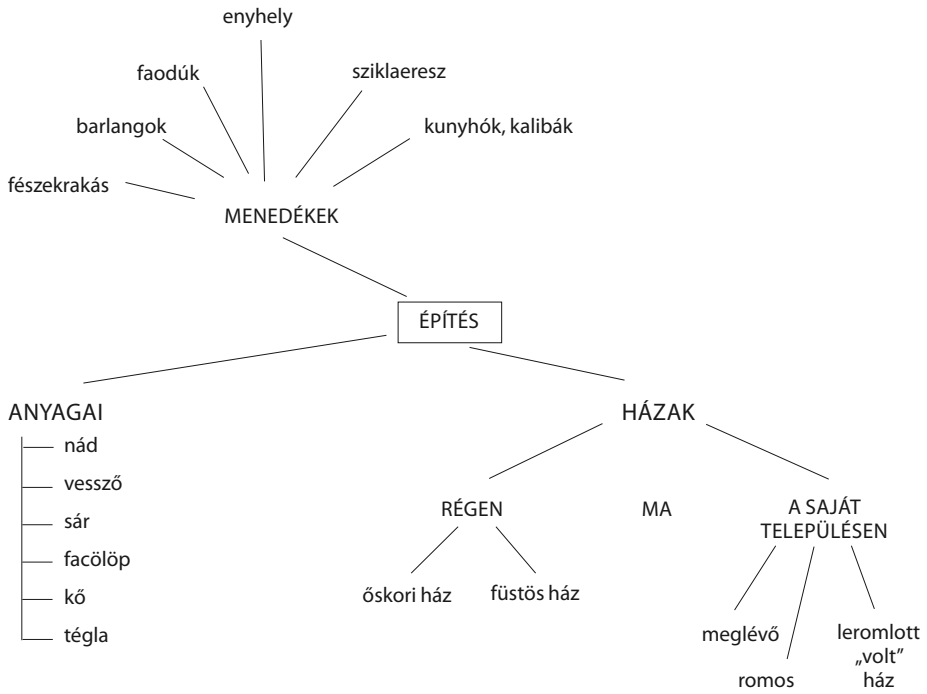 enyhely
faodúk
sziklaeresz
barlangok
kunyhók, kalibák
fészekrakás
MENEDÉKEK
ÉPÍTÉS
ANYAGAI
nád
vessző
sár
facölöp
kő
tégla
HÁZAK
RÉGEN
MA
A SAJÁT
TELEPÜLÉSEN
őskori ház
füstös ház
meglévő
romos
leromlott
„volt”
ház